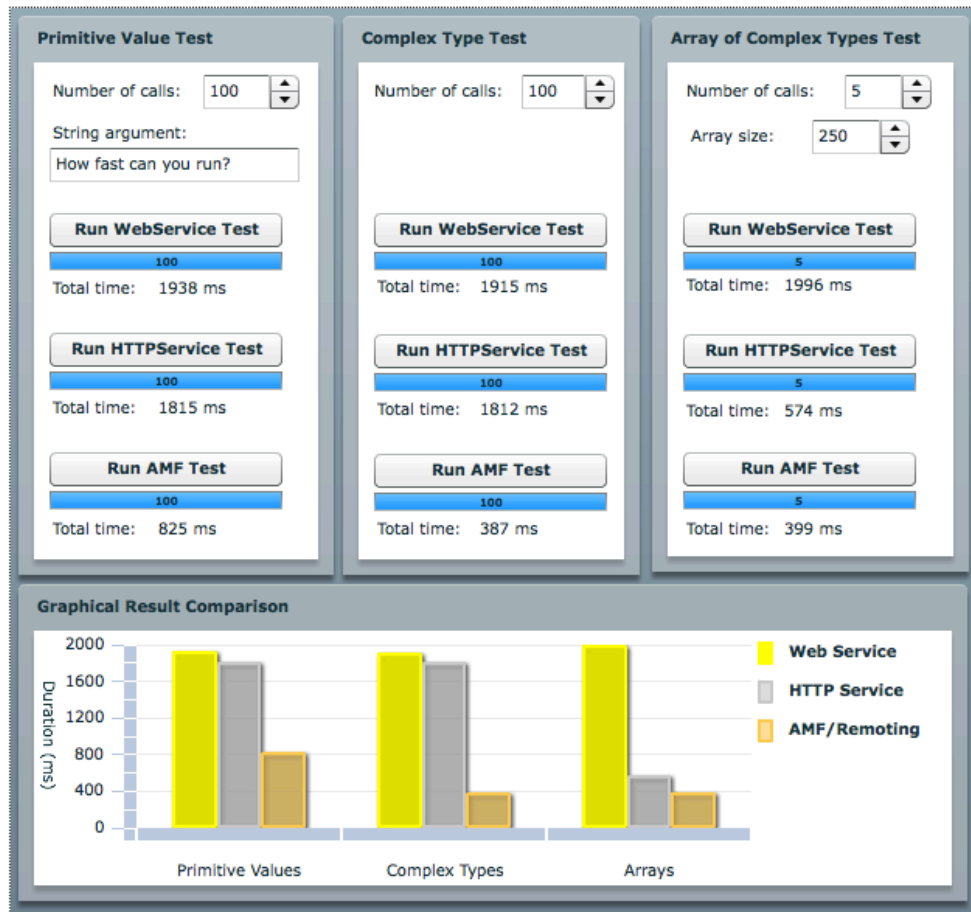 Primitive Value Test
Number of calls: 100
String argument:
How fast can you run?
Run WebService Test
100
Total time: 1938 ms
Run HTTPService Test
100
Total time: 1815 ms
Run AMF Test
100
Total time: 825 ms
Complex Type Test
Number of calls: 100
Run WebService Test
100
Total time: 1915 ms
Run HTTPService Test
100
Total time: 1812 ms
Run AMF Test
100
Total time: 387 ms
Array of Complex Types Test
Number of calls: 5
Array size: 250
Run WebService Test
5
Total time: 1996 ms
Run HTTPService Test
5
Total time: 574 ms
Run AMF Test
5
Total time: 399 ms
Graphical Result Comparison
Duration (ms)
2000
1600
1200
800
400
0
Primitive Values
Complex Types
Arrays
Web Service
HTTP Service
AMF/Remoting